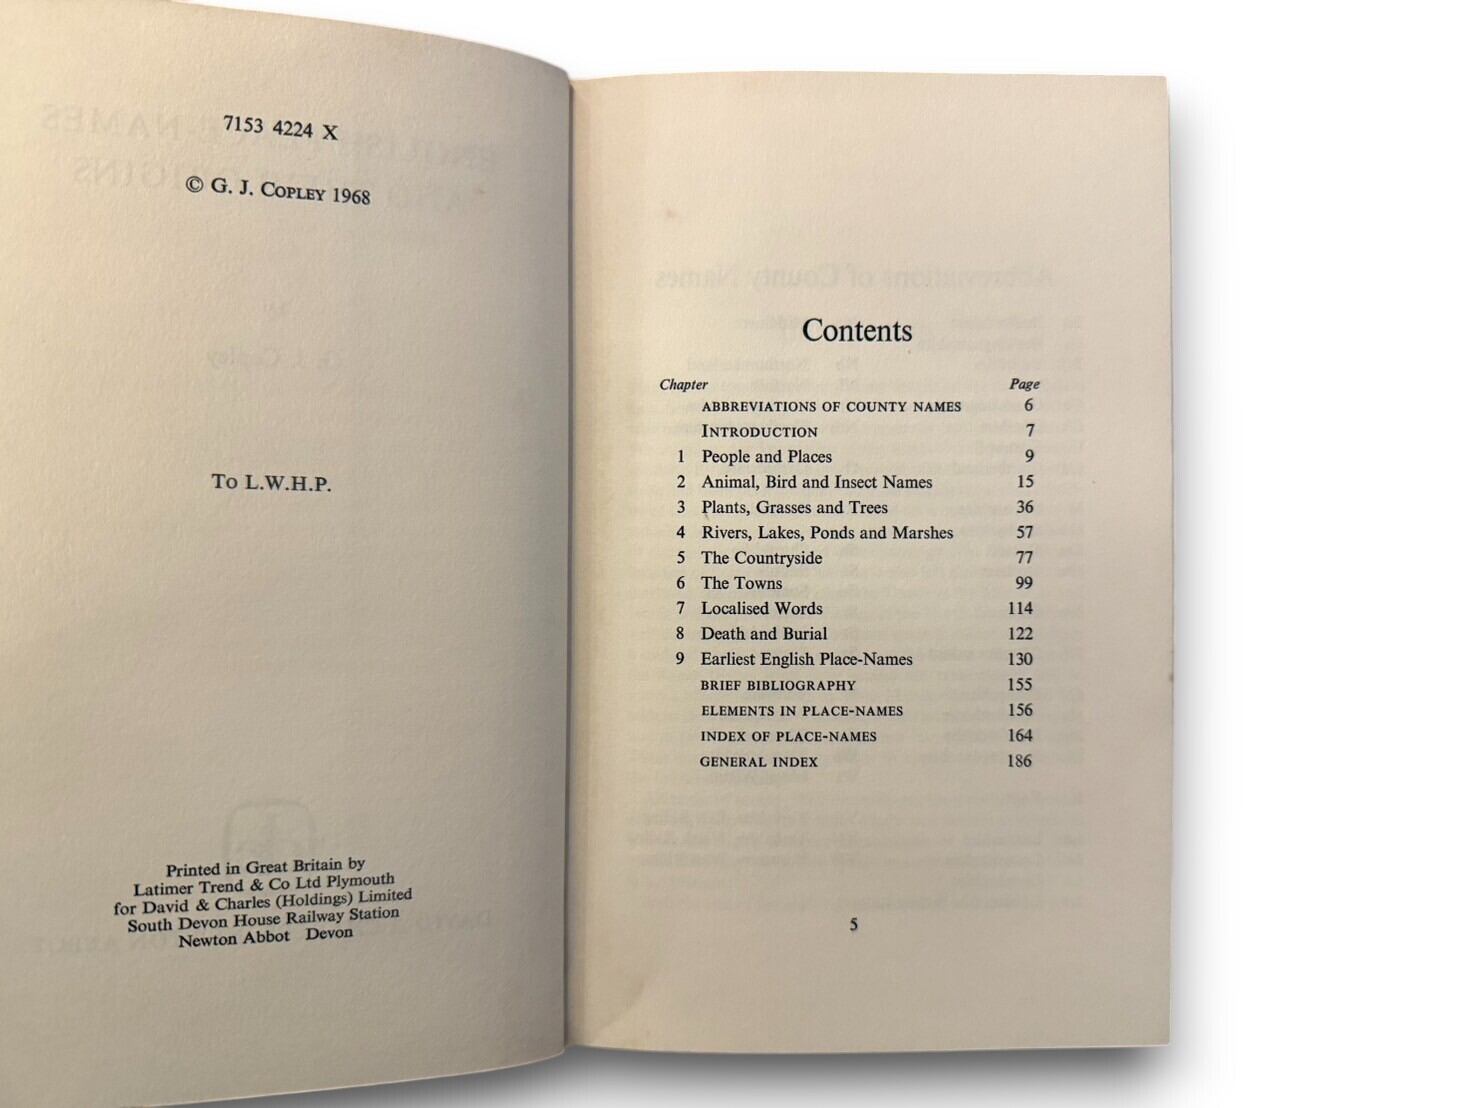 7153 4224 X
© G. J. COPLEY 1968
To L.W.H.P.
Printed in Great Britain by
Latimer Trend & Co Ltd Plymouth
for David & Charles (Holdings) Limited
South Devon House Railway Station
Newton Abbot Devon
Contents
Chapter Page
ABBREVIATIONS OF COUNTY NAMES 6
INTRODUCTION 7
1 People and Places 9
2 Animal, Bird and Insect Names 15
3 Plants, Grasses and Trees 36
4 Rivers, Lakes, Ponds and Marshes 57
5 The Countryside 77
6 The Towns 99
7 Localised Words 114
8 Death and Burial 122
9 Earliest English Place-Names 130
BRIEF BIBLIOGRAPHY 155
ELEMENTS IN PLACE-NAMES 156
INDEX OF PLACE-NAMES 164
GENERAL INDEX 186
5